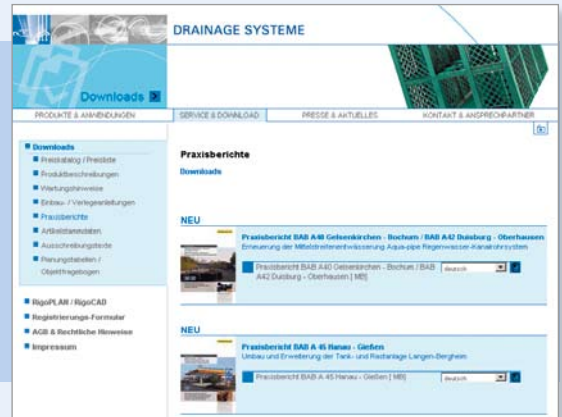 DRAINAGE SYSTEME
Downloads
PRODUKTE & ANWENDUNGEN
SERVICE & DOWNLOAD
PRESSE & AKTUELLES
KONTAKT & ANSPRECHPARTNER
Downloads
Preiskatalog / Preisliste
Produktbeschreibungen
Wartungshinweise
Einbau- / Verlegeanleitungen
Praxisberichte
Artikelstammdaten
Ausschreibungstexte
Planungstabellen /
Objektfragebogen
RigoPLAN / RigoCAD
Registrierungs-Formular
AGB & Rechtliche Hinweise
Impressum
Praxisberichte
Downloads
NEU
Praxisbericht BAB A40 Gelsenkirchen - Bochum / BAB A42 Duisburg - Oberhausen
Erneuerung der Mittelstreifenentwässerung Aqua-pipe Regenwasser-Kanalrohrsystem
Praxisbericht BAB A40 Gelsenkirchen - Bochum / BAB
A42 Duisburg - Oberhausen [ MB]
deutsch
NEU
Praxisbericht BAB A 45 Hanau - Gießen
Umbau und Erweiterung der Tank- und Rastanlage Langen-Bergheim
Praxisbericht BAB A 45 Hanau - Gießen [ MB]
deutsch